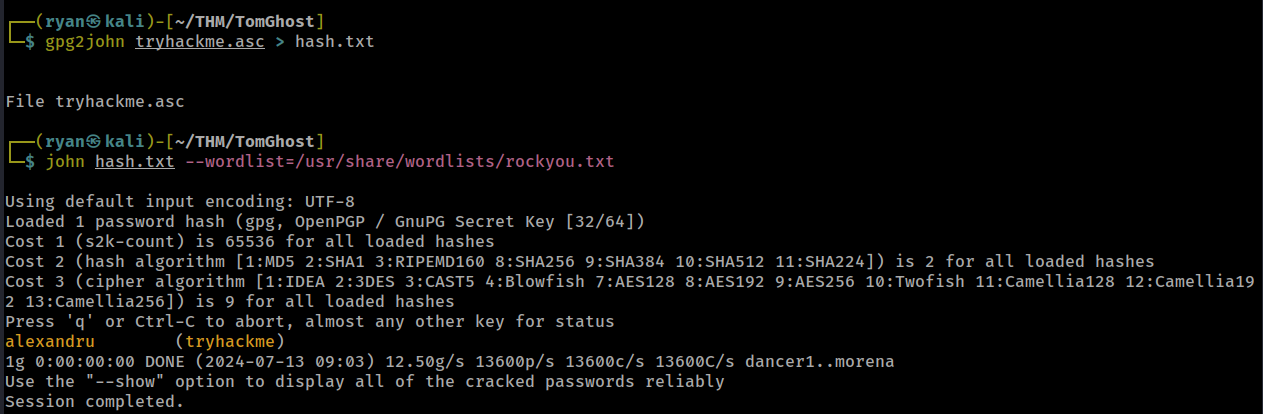 ┌──(ryan㉿kali)-[~/THM/TomGhost]
└─$ gpg2john tryhackme.asc > hash.txt
File tryhackme.asc
┌──(ryan㉿kali)-[~/THM/TomGhost]
└─$ john hash.txt --wordlist=/usr/share/wordlists/rockyou.txt
Using default input encoding: UTF-8
Loaded 1 password hash (gpg, OpenPGP / GnuPG Secret Key [32/64])
Cost 1 (s2k-count) is 65536 for all loaded hashes
Cost 2 (hash algorithm [1:MD5 2:SHA1 3:RIPEMD160 8:SHA256 9:SHA384 10:SHA512 11:SHA224]) is 2 for all loaded hashes
Cost 3 (cipher algorithm [1:IDEA 2:3DES 3:CAST5 4:Blowfish 7:AES128 8:AES192 9:AES256 10:Twofish 11:Camellia128 12:Camellia19
2 13:Camellia256]) is 9 for all loaded hashes
Press 'q' or Ctrl-C to abort, almost any other key for status
alexandru        (tryhackme)
1g 0:00:00:00 DONE (2024-07-13 09:03) 12.50g/s 13600p/s 13600c/s 13600C/s dancer1..morena
Use the "--show" option to display all of the cracked passwords reliably
Session completed.